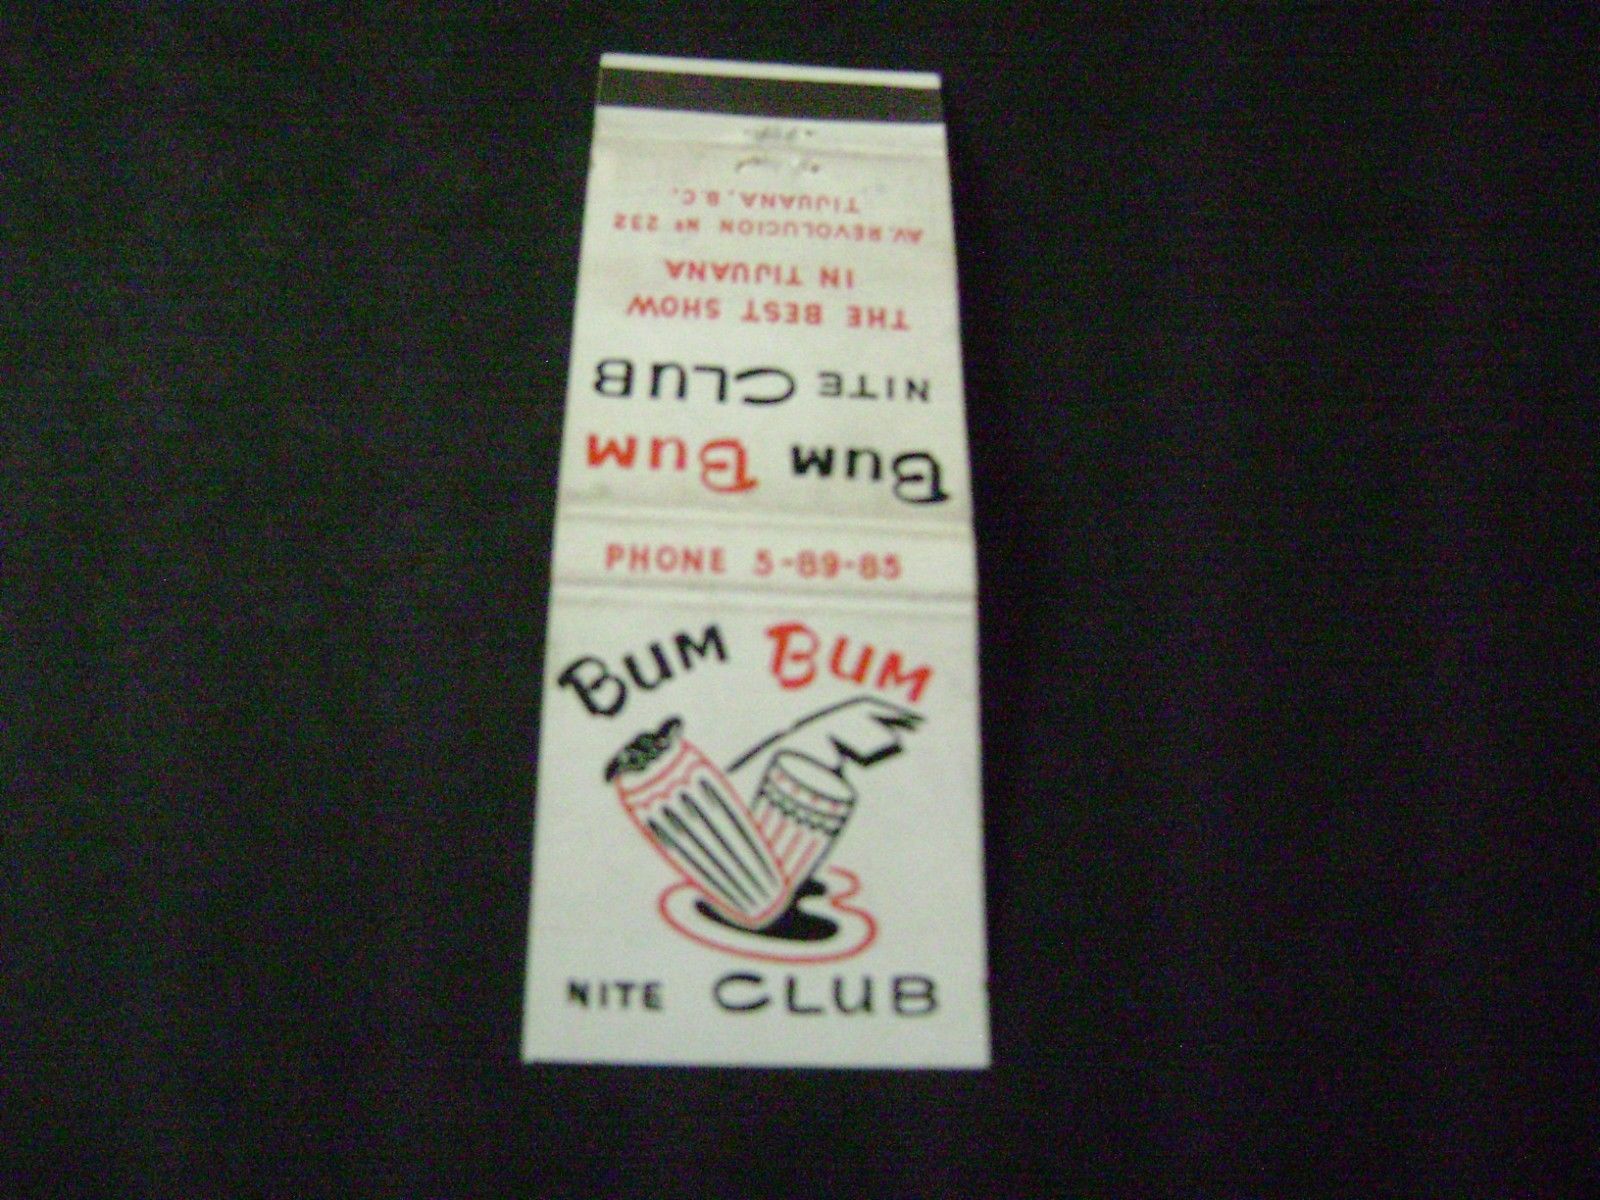 BUM BUM
NITE CLUB
PHONE 5-89-85
BUM BUM
NITE CLUB
THE BEST SHOW
IN TIJUANA
AV. REVOLUCION Nº 232
TIJUANA, B.C.